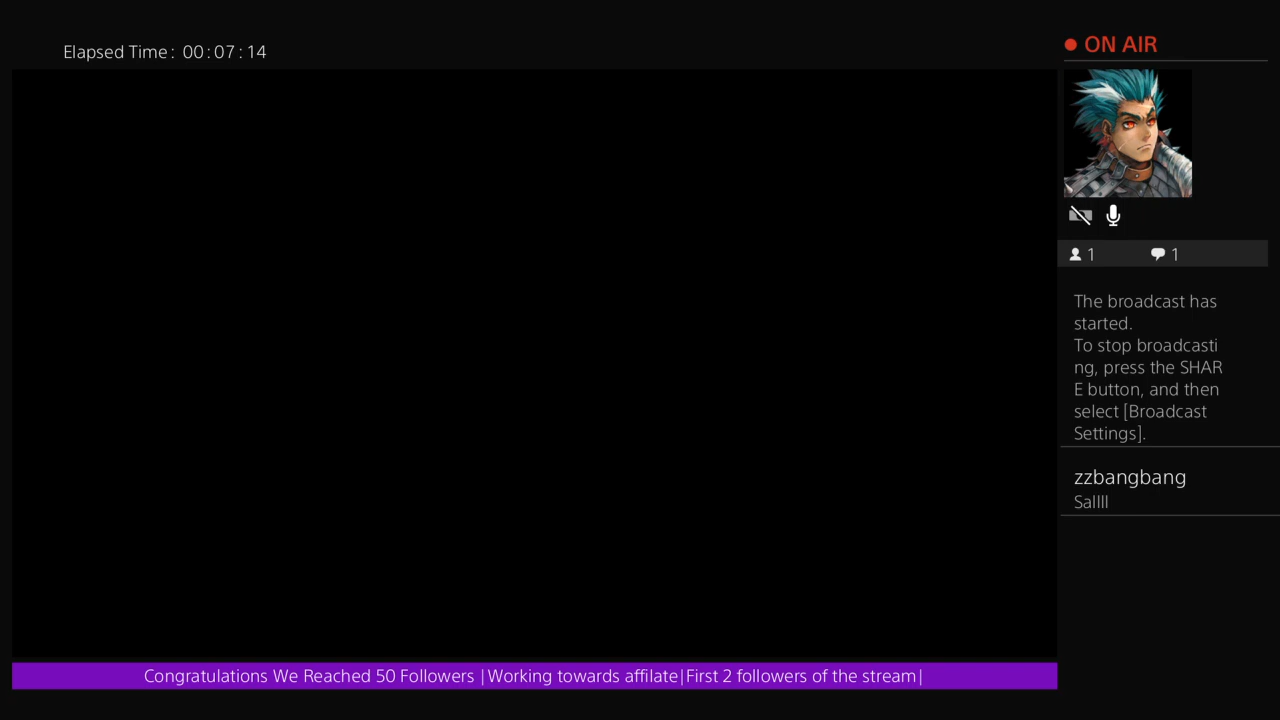 Elapsed Time: 00:07:14
ON AIR
1 1
The broadcast has
started.
To stop broadcasti
ng, press the SHAR
E button, and then
select [Broadcast
Settings].
zzbangbang
Sallll
Congratulations We Reached 50 Followers |Working towards affilate|First 2 followers of the stream|